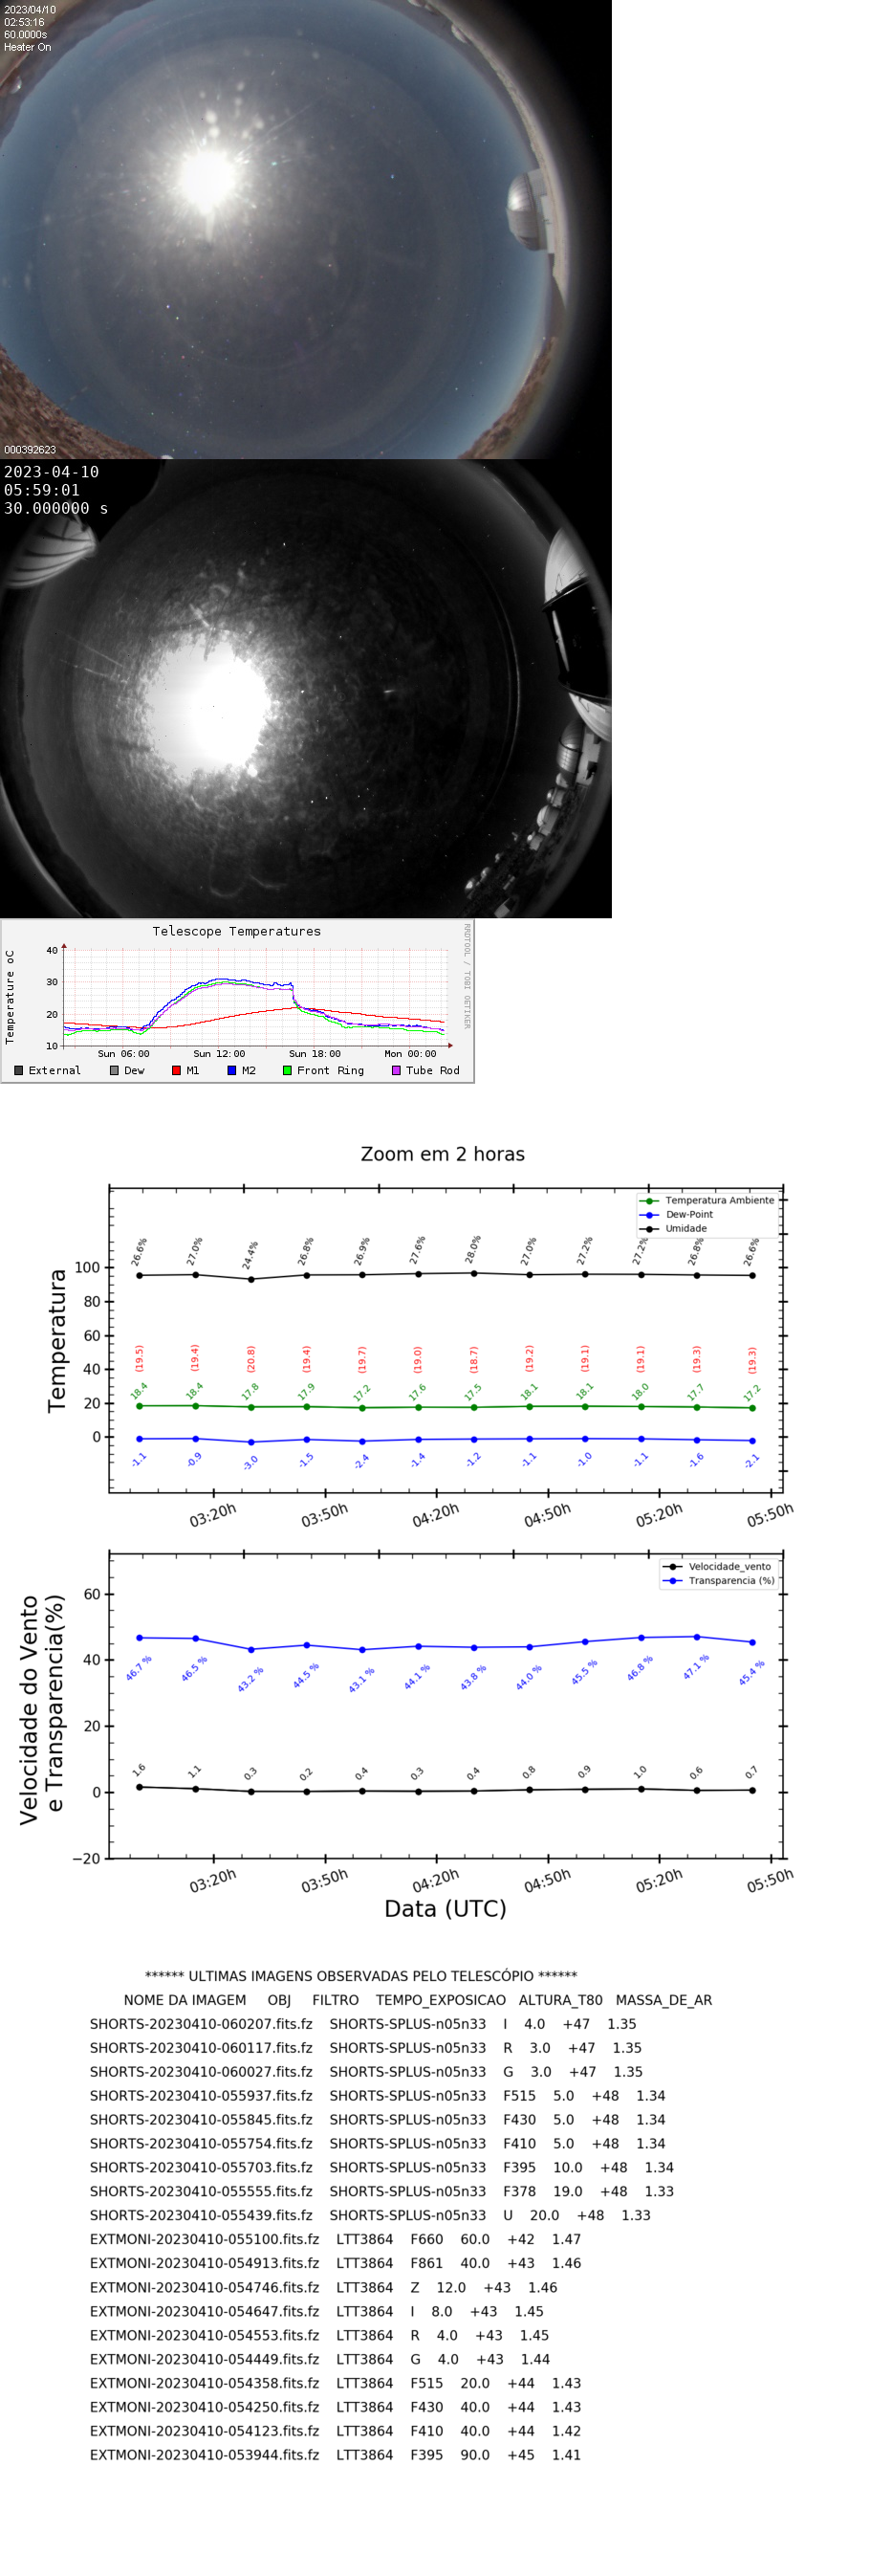 2023/04/10
02:53:16
60.0000s
Heater On
000392623
2023-04-10
05:59:01
30.000000 s
Telescope Temperatures
RRDTOOL / TOBI OETIKER
Temperature oC
40
30
20
10
Sun 06:00 Sun 12:00 Sun 18:00 Mon 00:00
External Dew M1 M2 Front Ring Tube Rod
Zoom em 2 horas
Temperatura Ambiente
Dew-Point
Umidade
Temperatura
100
80
60
40
20
0
26.6% 27.0% 24.4% 26.8% 26.9% 27.6% 28.0% 27.0% 27.2% 27.2% 26.8% 26.6%
(19.5) (19.4) (20.8) (19.4) (19.7) (19.0) (18.7) (19.2) (19.1) (19.1) (19.3) (19.3)
18.4 18.4 17.8 17.9 17.2 17.6 17.5 18.1 18.1 18.0 17.7 17.2
-1.1 -0.9 -3.0 -1.5 -2.4 -1.4 -1.2 -1.1 -1.0 -1.1 -1.6 -2.1
03:20h 03:50h 04:20h 04:50h 05:20h 05:50h
Velocidade_vento
Transparencia (%)
Velocidade do Vento
e Transparencia(%)
60
40
20
0
−20
46.7 % 46.5 % 43.2 % 44.5 % 43.1 % 44.1 % 43.8 % 44.0 % 45.5 % 46.8 % 47.1 % 45.4 %
1.6 1.1 0.3 0.2 0.4 0.3 0.4 0.8 0.9 1.0 0.6 0.7
03:20h 03:50h 04:20h 04:50h 05:20h 05:50h
Data (UTC)
****** ULTIMAS IMAGENS OBSERVADAS PELO TELESCÓPIO ******
NOME DA IMAGEM OBJ FILTRO TEMPO_EXPOSICAO ALTURA_T80 MASSA_DE_AR
SHORTS-20230410-060207.fits.fz SHORTS-SPLUS-n05n33 I 4.0 +47 1.35
SHORTS-20230410-060117.fits.fz SHORTS-SPLUS-n05n33 R 3.0 +47 1.35
SHORTS-20230410-060027.fits.fz SHORTS-SPLUS-n05n33 G 3.0 +47 1.35
SHORTS-20230410-055937.fits.fz SHORTS-SPLUS-n05n33 F515 5.0 +48 1.34
SHORTS-20230410-055845.fits.fz SHORTS-SPLUS-n05n33 F430 5.0 +48 1.34
SHORTS-20230410-055754.fits.fz SHORTS-SPLUS-n05n33 F410 5.0 +48 1.34
SHORTS-20230410-055703.fits.fz SHORTS-SPLUS-n05n33 F395 10.0 +48 1.34
SHORTS-20230410-055555.fits.fz SHORTS-SPLUS-n05n33 F378 19.0 +48 1.33
SHORTS-20230410-055439.fits.fz SHORTS-SPLUS-n05n33 U 20.0 +48 1.33
EXTMONI-20230410-055100.fits.fz LTT3864 F660 60.0 +42 1.47
EXTMONI-20230410-054913.fits.fz LTT3864 F861 40.0 +43 1.46
EXTMONI-20230410-054746.fits.fz LTT3864 Z 12.0 +43 1.46
EXTMONI-20230410-054647.fits.fz LTT3864 I 8.0 +43 1.45
EXTMONI-20230410-054553.fits.fz LTT3864 R 4.0 +43 1.45
EXTMONI-20230410-054449.fits.fz LTT3864 G 4.0 +43 1.44
EXTMONI-20230410-054358.fits.fz LTT3864 F515 20.0 +44 1.43
EXTMONI-20230410-054250.fits.fz LTT3864 F430 40.0 +44 1.43
EXTMONI-20230410-054123.fits.fz LTT3864 F410 40.0 +44 1.42
EXTMONI-20230410-053944.fits.fz LTT3864 F395 90.0 +45 1.41